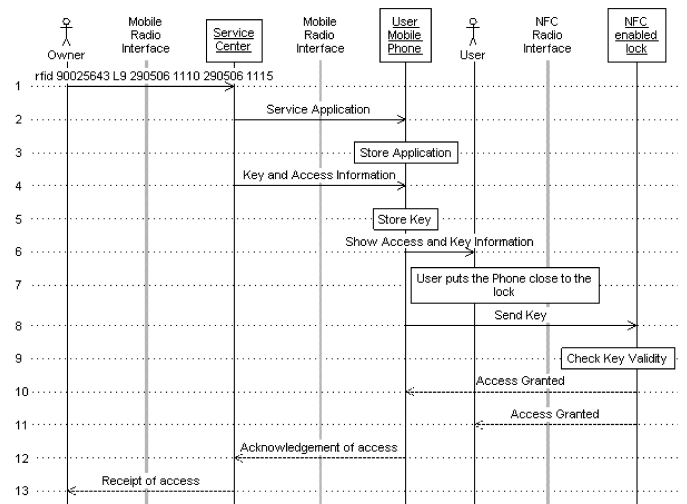 Owner
Mobile
Radio
Interface
Service
Center
Mobile
Radio
Interface
User
Mobile
Phone
User
NFC
Radio
Interface
NFC
enabled
lock
rfid 90025643 L9 290506 1110 290506 1115
1
2
Service Application
3
Store Application
4
Key and Access Information
5
Store Key
6
Show Access and Key Information
7
User puts the Phone close to the
lock
8
Send Key
9
Check Key Validity
10
Access Granted
11
Access Granted
12
Acknowledgement of access
13
Receipt of access